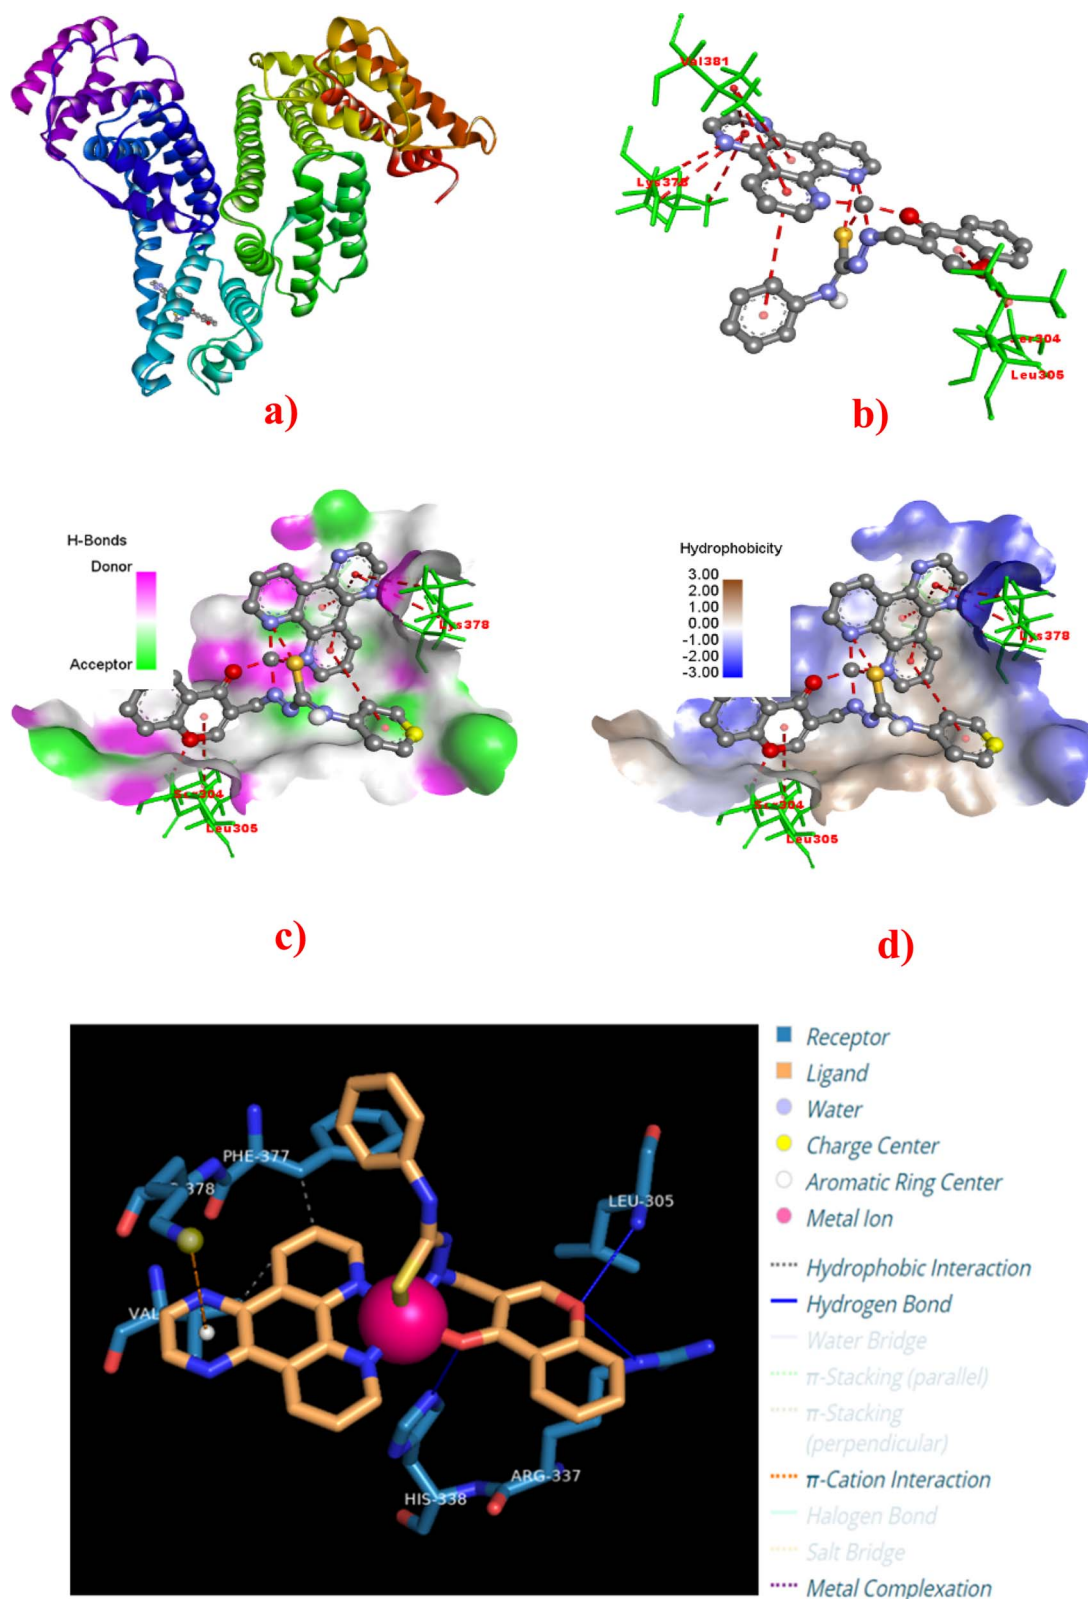 a)
Val381
Lys378
Ser304
Leu305
b)
H-Bonds
Donor
Acceptor
Lys378
Ser304
Leu305
c)
Hydrophobicity
3.00
2.00
1.00
0.00
-1.00
-2.00
-3.00
Lys378
Ser304
Leu305
d)
PHE-377
378
VAL
LEU-305
ARG-337
HIS-338
Receptor
Ligand
Water
Charge Center
Aromatic Ring Center
Metal Ion
Hydrophobic Interaction
Hydrogen Bond
Water Bridge
π-Stacking (parallel)
π-Stacking
(perpendicular)
π-Cation Interaction
Halogen Bond
Salt Bridge
Metal Complexation